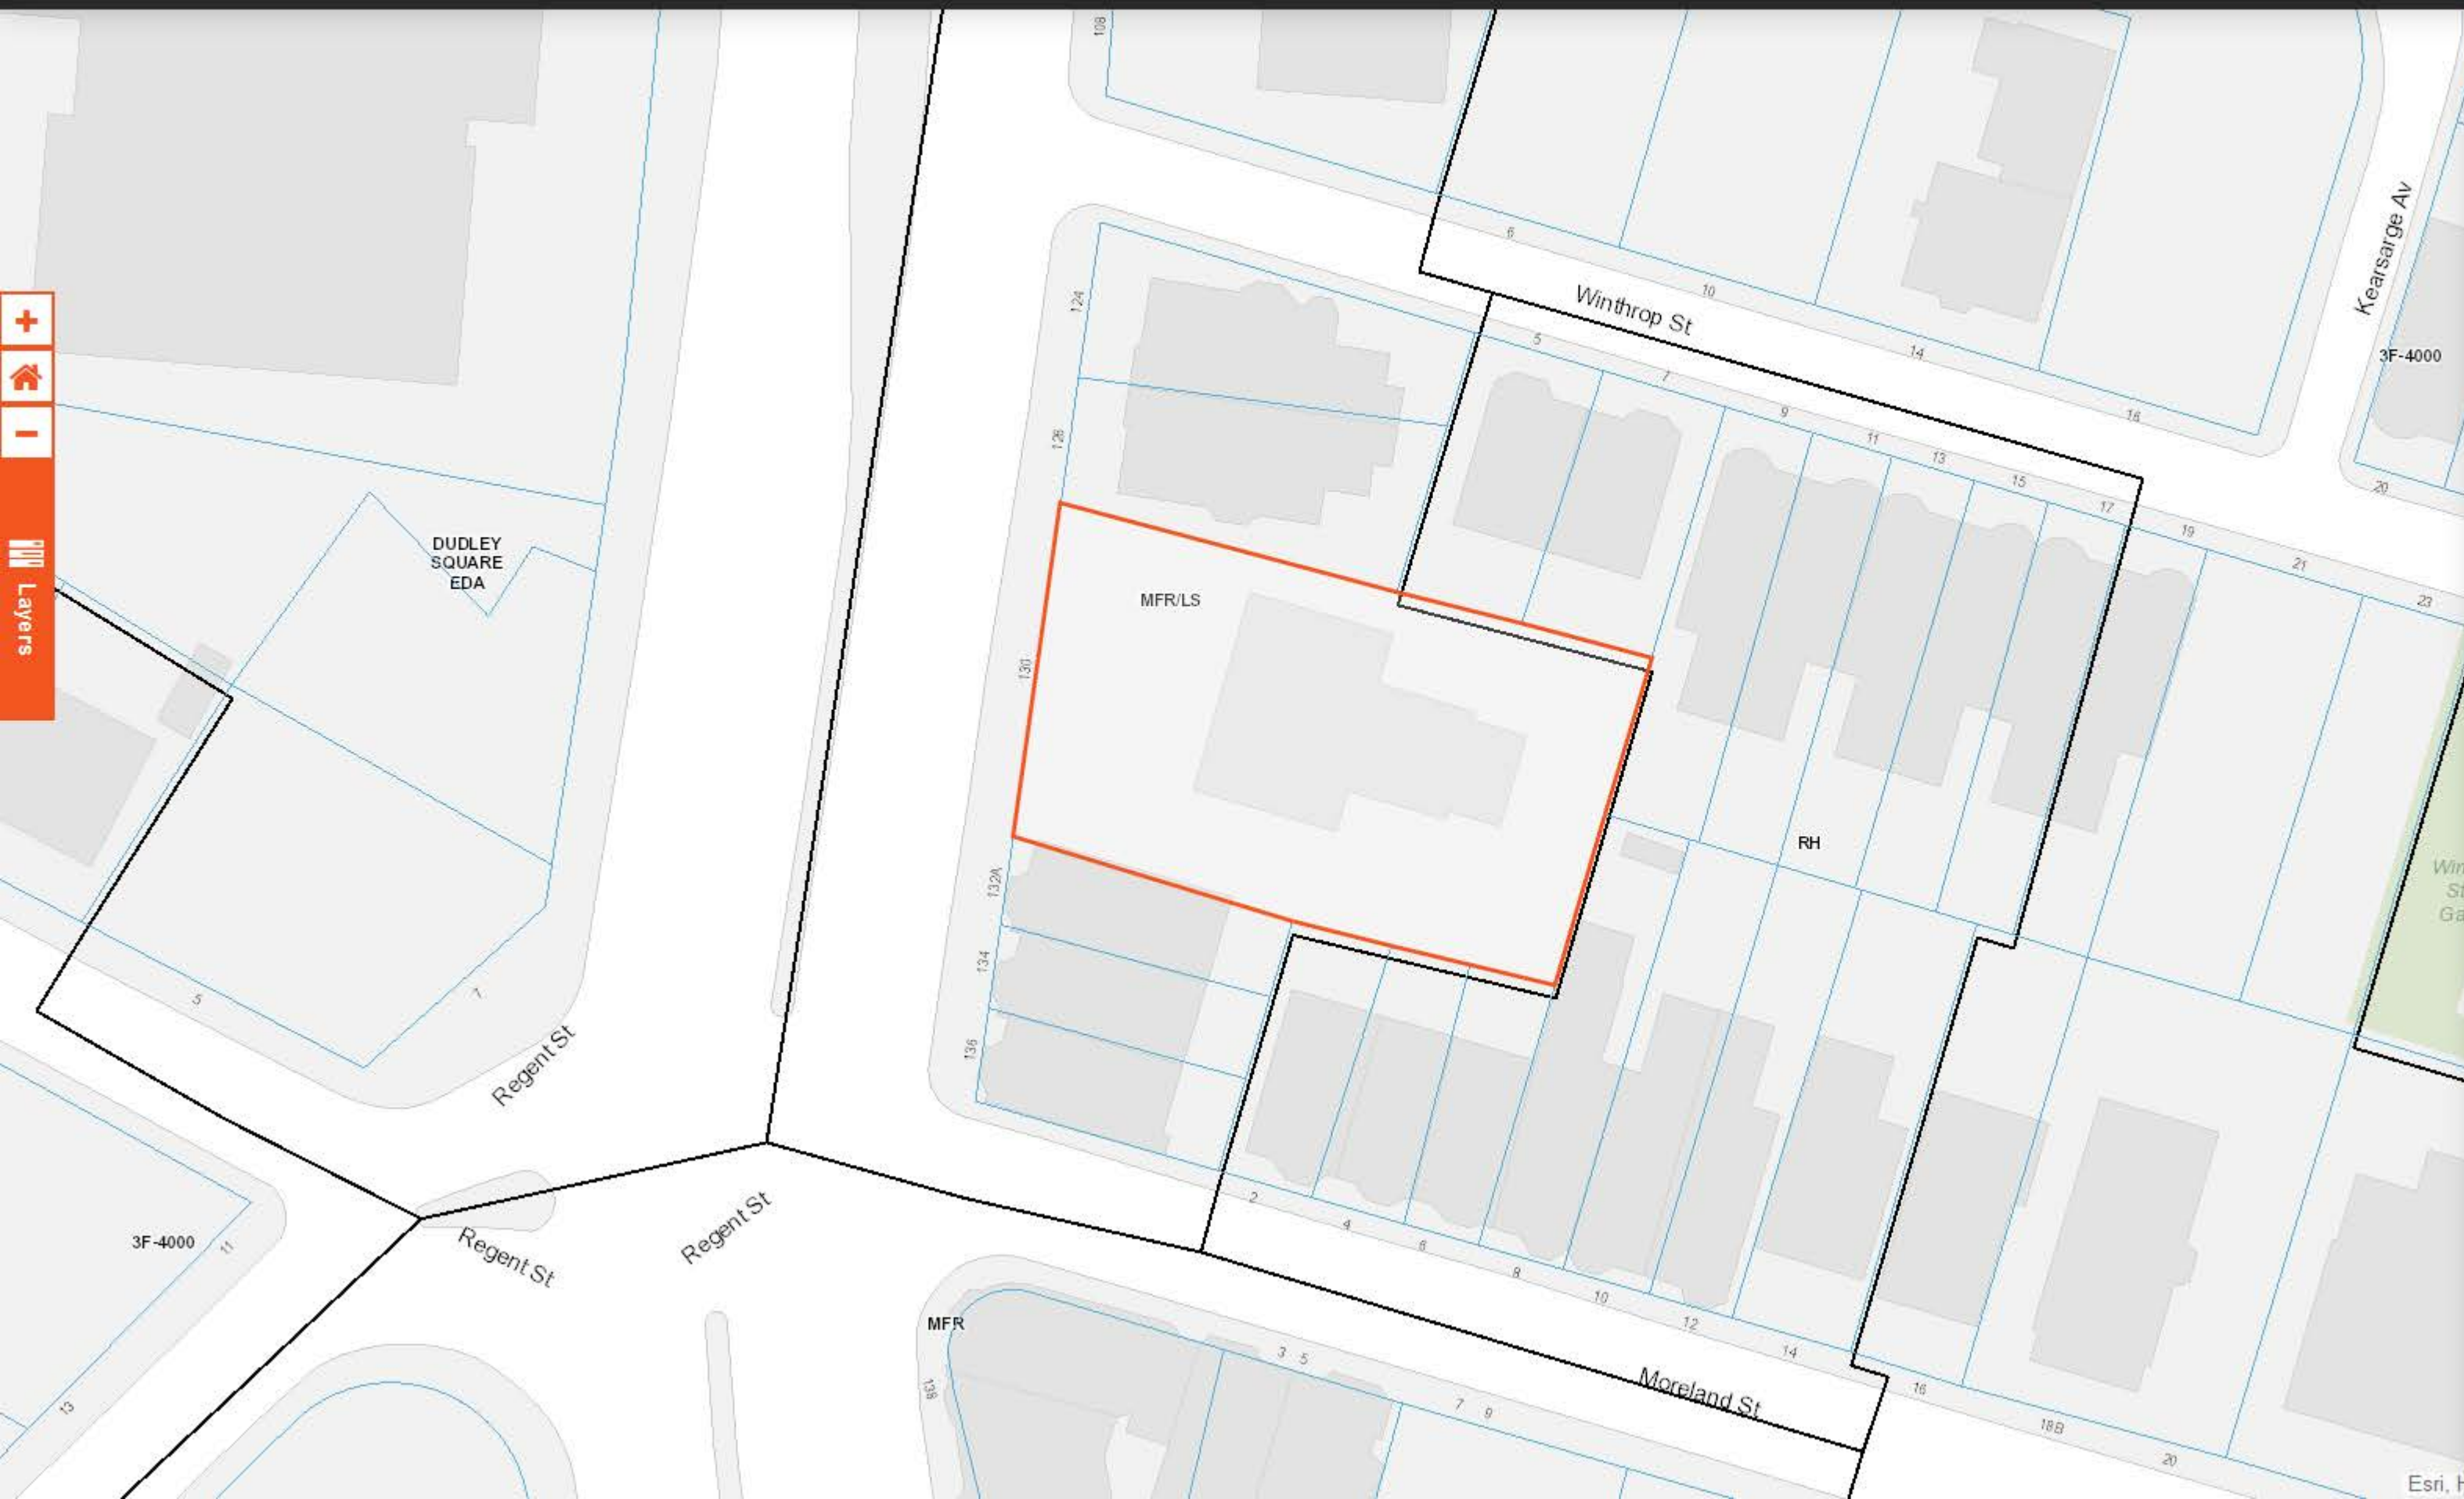 108
6
10
14
16
20
Winthrop St
Kearsarge Av
3F-4000
124
126
130
132A
134
136
5
7
9
11
13
15
17
19
21
23
DUDLEY
SQUARE
EDA
MFR/LS
RH
Layers
5
7
Regent St
Regent St
Regent St
3F-4000
11
13
MFR
138
2
4
6
8
10
12
14
16
18B
20
3 5
7 9
Moreland St
Esri,